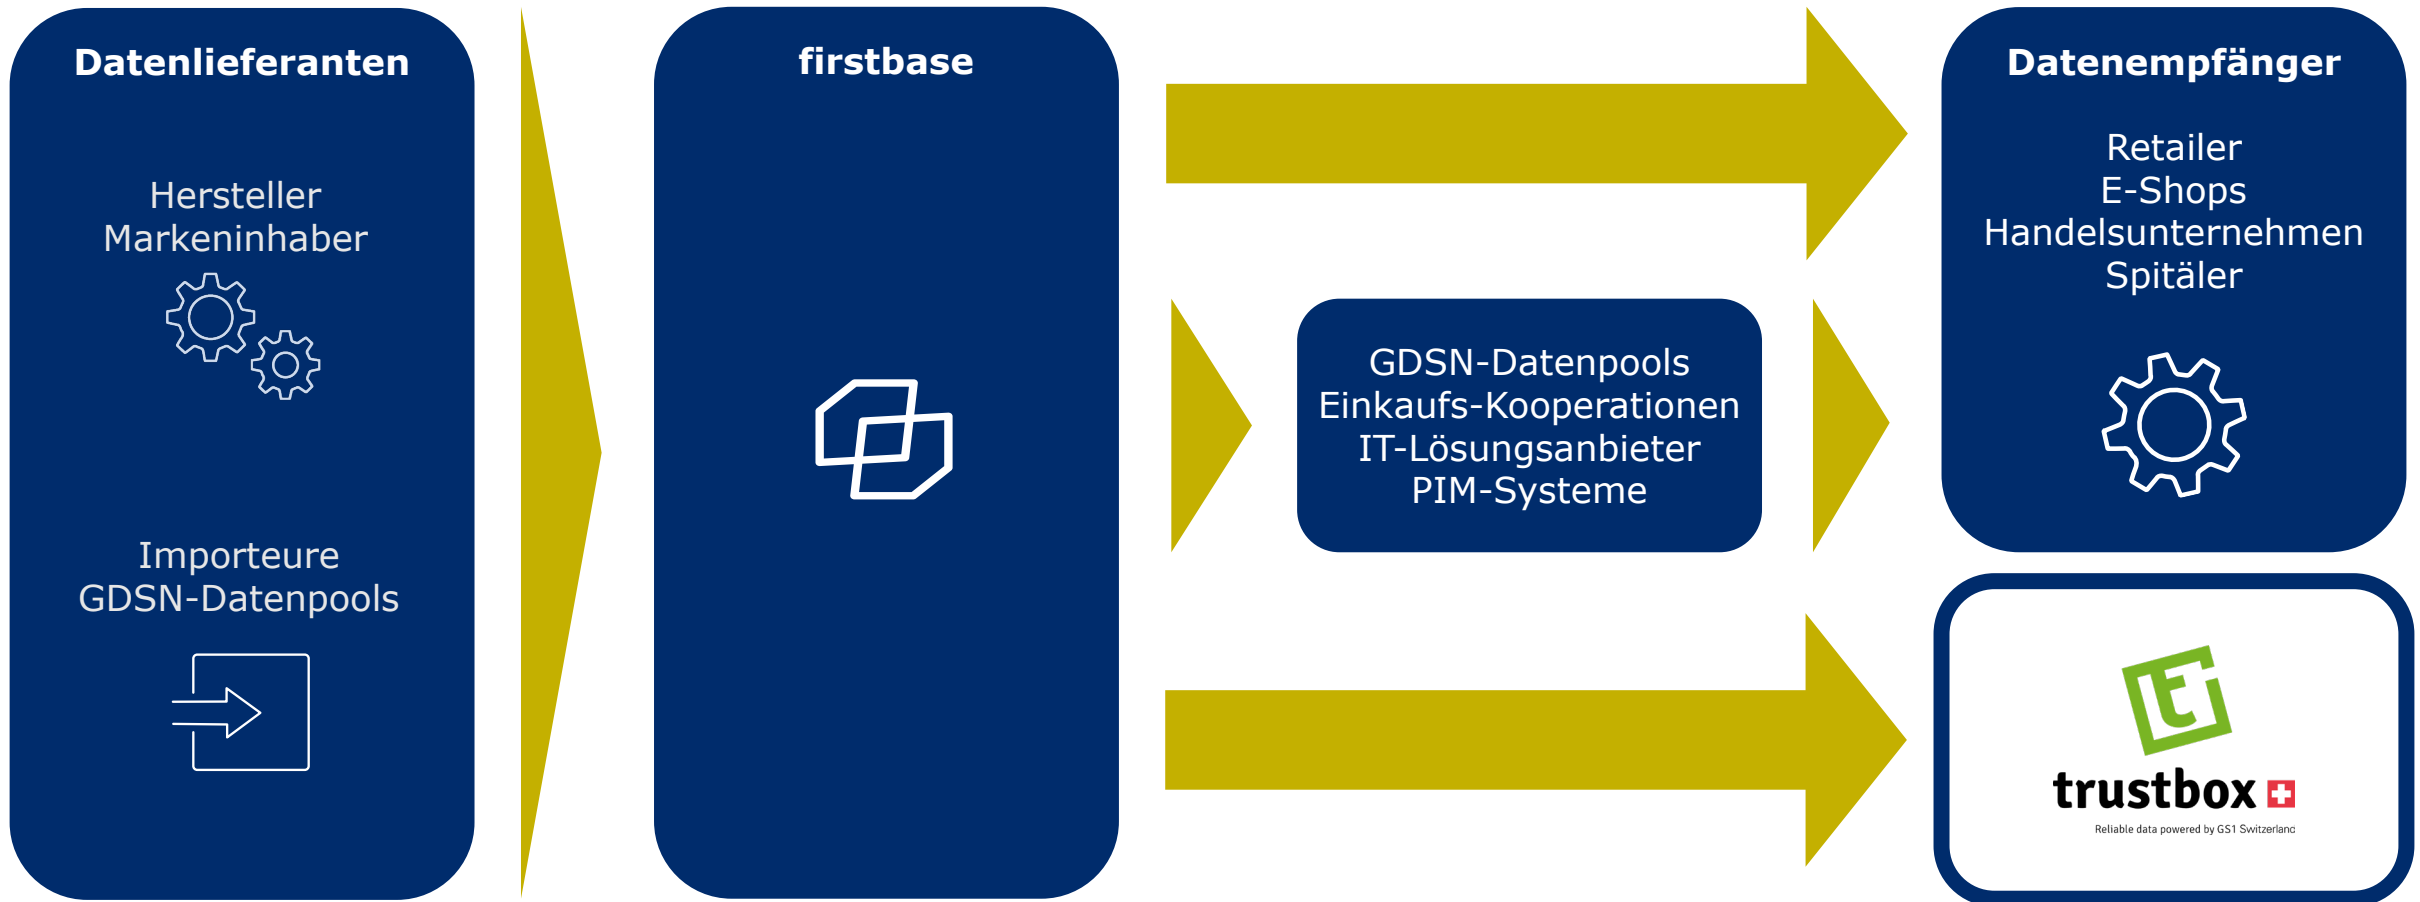 Datenlieferanten
Hersteller
Markeninhaber
Importeure
GDSN-Datenpools
firstbase
GDSN-Datenpools
Einkaufs-Kooperationen
IT-Lösungsanbieter
PIM-Systeme
Datenempfänger
Retailer
E-Shops
Handelsunternehmen
Spitäler
trustbox
Reliable data powered by GS1 Switzerland